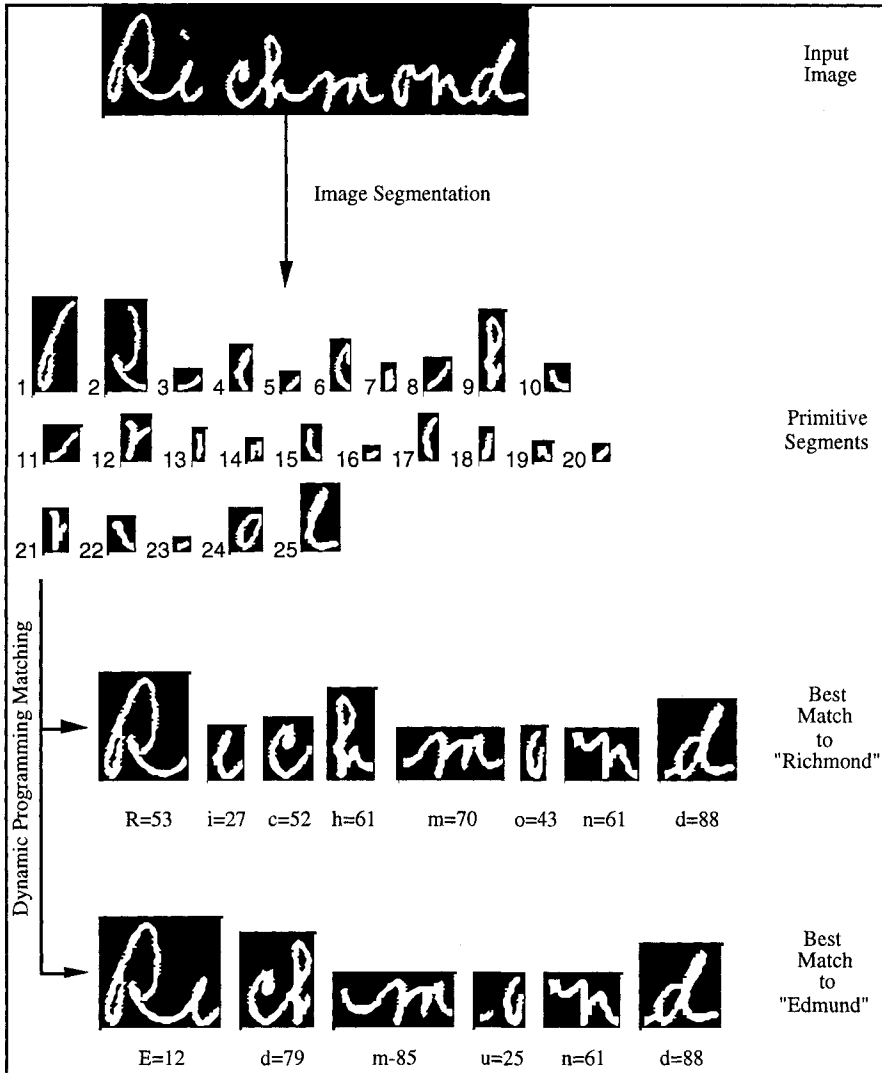 Richmond
Input
Image
Image Segmentation
1 2 3 4 5 6 7 8 9 10
11 12 13 14 15 16 17 18 19 20
Primitive
Segments
21 22 23 24 25
Dynamic Programming Matching
R i c h m o n d
Best
Match
to
"Richmond"
R=53 i=27 c=52 h=61 m=70 o=43 n=61 d=88
Ri ch m o n d
Best
Match
to
"Edmund"
E=12 d=79 m-85 u=25 n=61 d=88